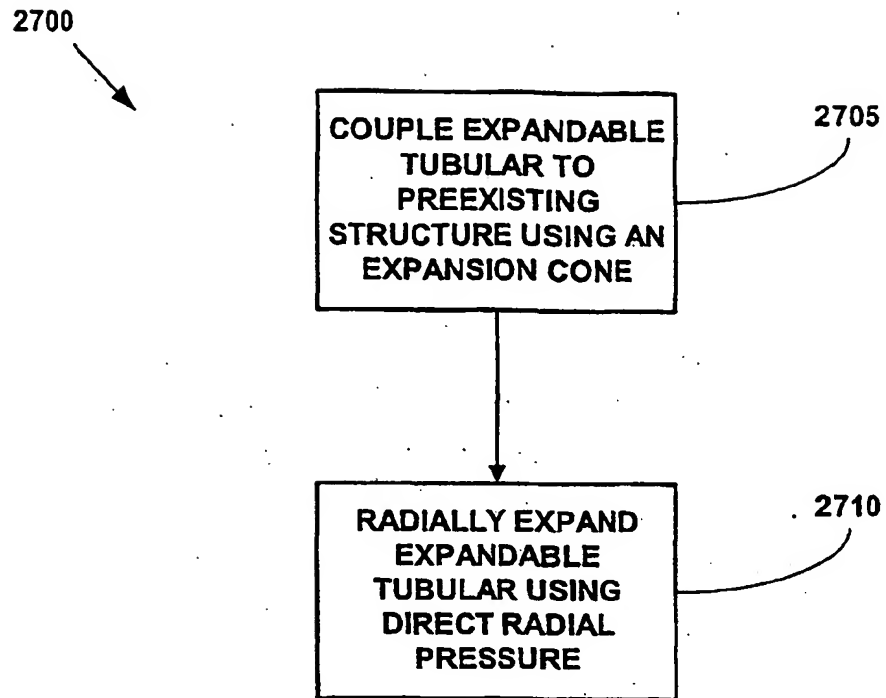 2700
COUPLE EXPANDABLE
TUBULAR TO
PREEXISTING
STRUCTURE USING AN
EXPANSION CONE
2705
RADIALLY EXPAND
EXPANDABLE
TUBULAR USING
DIRECT RADIAL
PRESSURE
2710